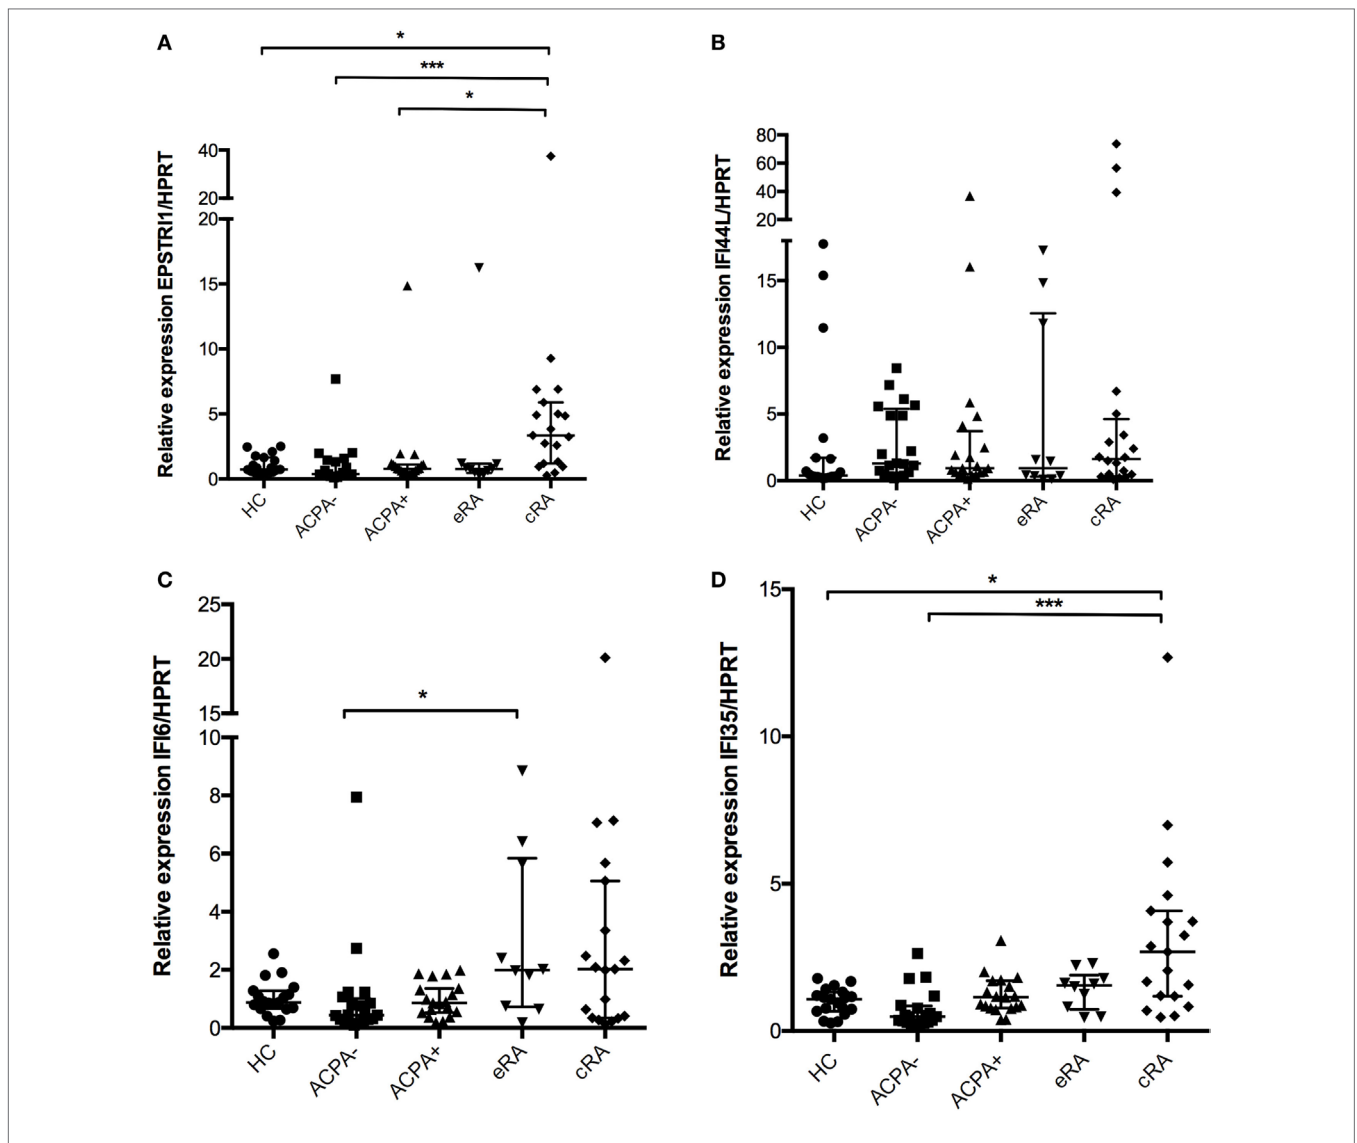 A
*
***
*
Relative expression EPSTRI1/HPRT
40
20
20
15
10
5
0
HC
ACPA-
ACPA+
eRA
cRA
B
Relative expression IFI44L/HPRT
80
60
40
20
15
10
5
0
HC
ACPA-
ACPA+
eRA
cRA
C
*
Relative expression IFI6/HPRT
25
20
15
10
8
6
4
2
0
HC
ACPA-
ACPA+
eRA
cRA
D
*
***
Relative expression IFI35/HPRT
15
10
5
0
HC
ACPA-
ACPA+
eRA
cRA